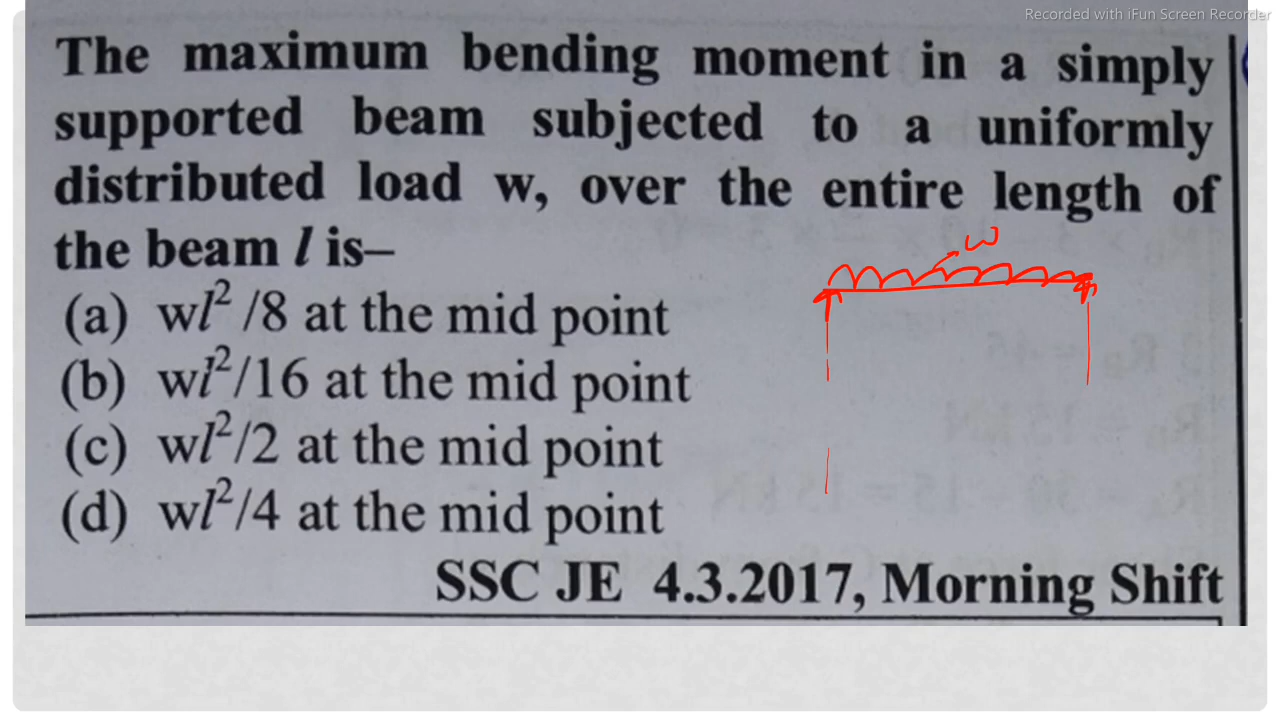 Recorded with iFun Screen Recorder
The maximum bending moment in a simply
supported beam subjected to a uniformly
distributed load w, over the entire length of
the beam l is–
w
(a) wl² /8 at the mid point
(b) wl²/16 at the mid point
(c) wl²/2 at the mid point
(d) wl²/4 at the mid point
SSC JE 4.3.2017, Morning Shift